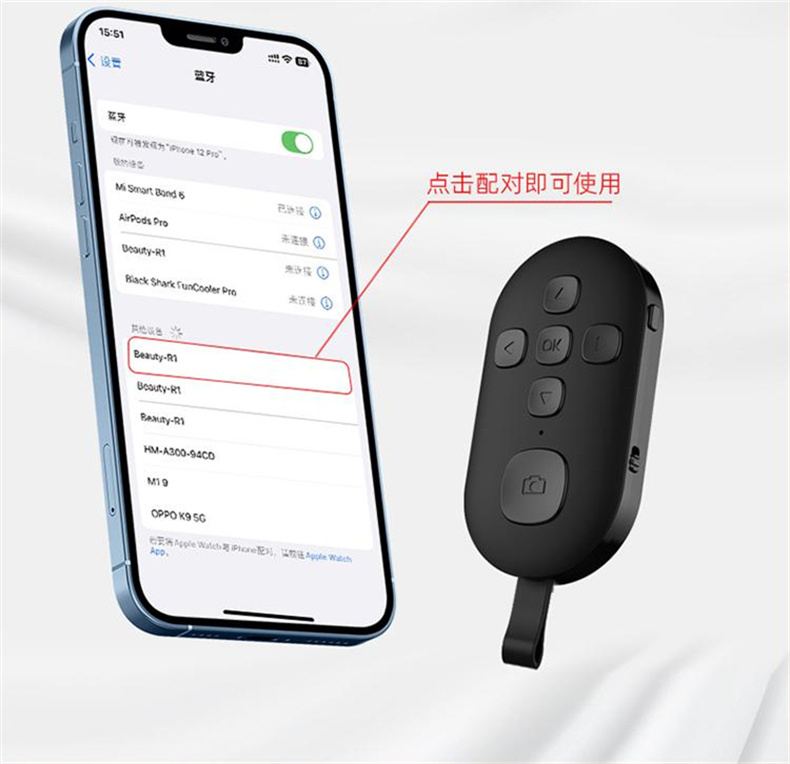 15:51
87
设置
蓝牙
蓝牙
现在可被发现为“iPhone 12 Pro”。
我的设备
Mi Smart Band 6
已连接
AirPods Pro
未连接
Beauty-R1
未连接
Black Shark FunCooler Pro
未连接
其他设备
Beauty-R1
Beauty-R1
Beauty-R1
HM-A300-94CD
M1 9
OPPO K9 5G
若要将 Apple Watch 与 iPhone 配对，请前往 Apple Watch
App。
点击配对即可使用
OK